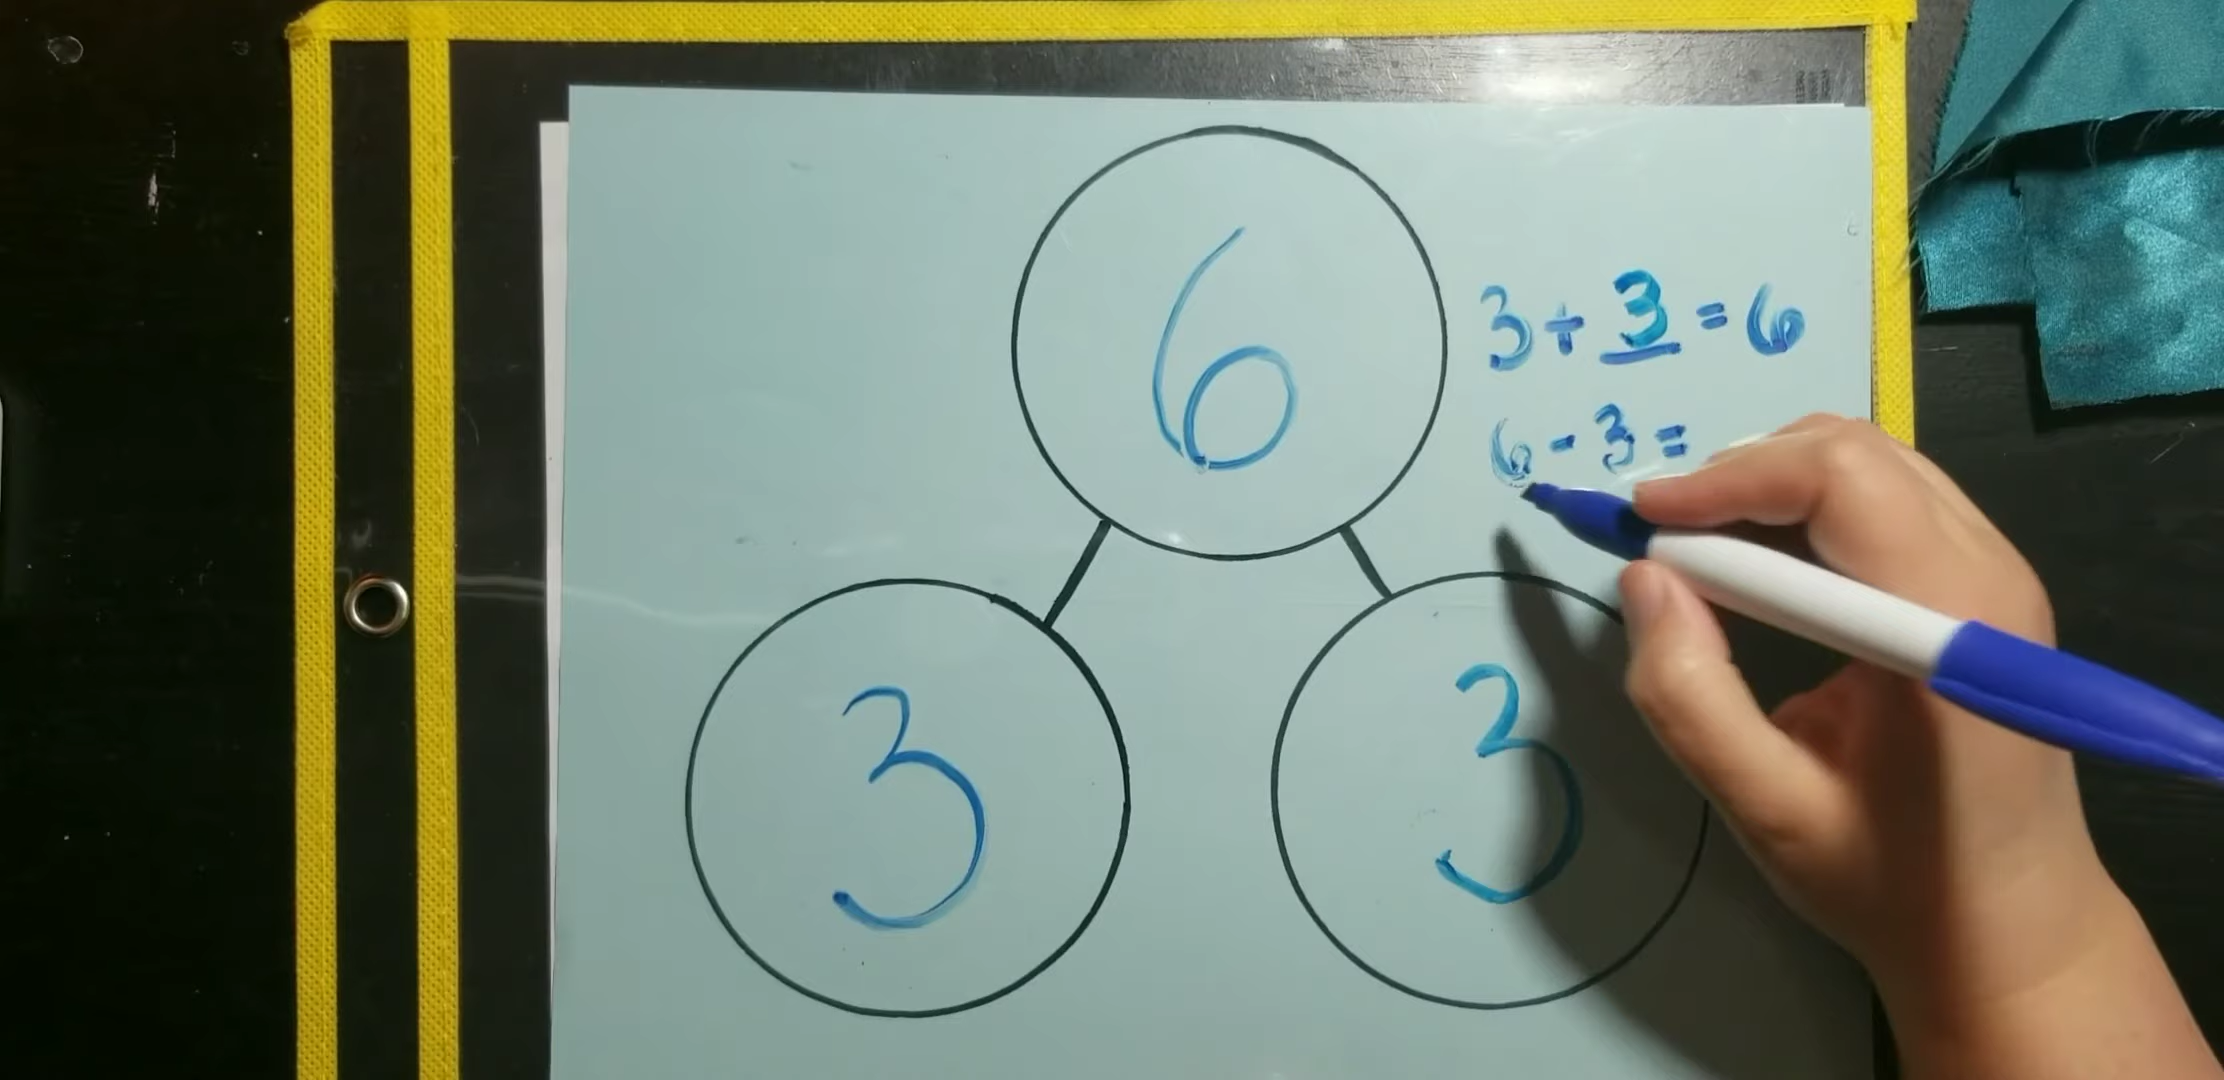 6
3 + 3 = 6
6 - 3 =
3 3